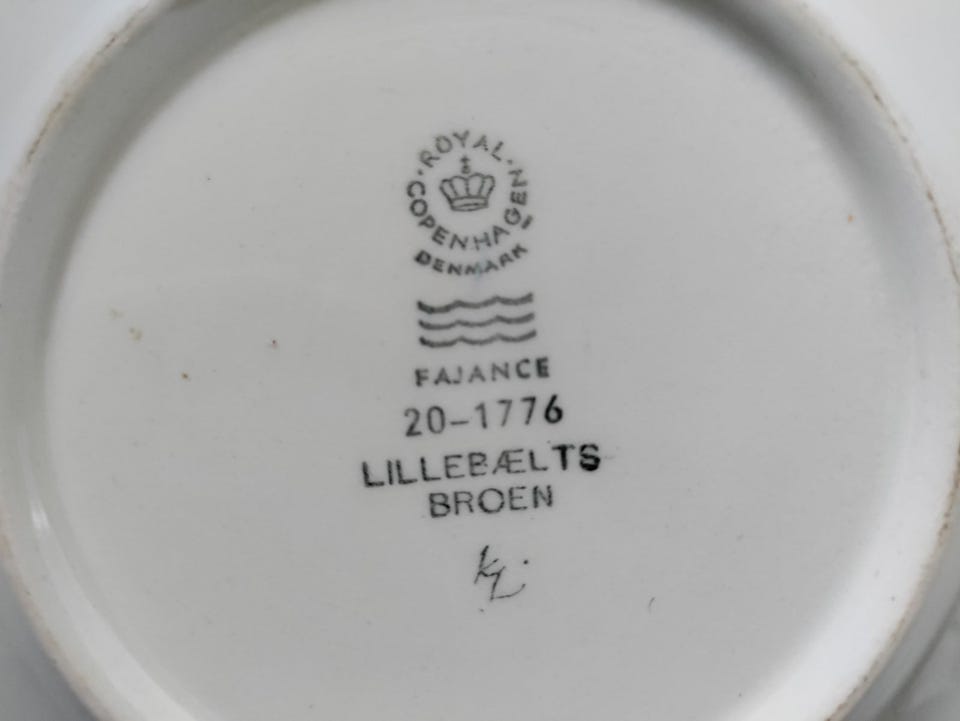 ROYAL
COPENHAGEN
DENMARK
FAJANCE
20-1776
LILLEBÆLTS
BROEN